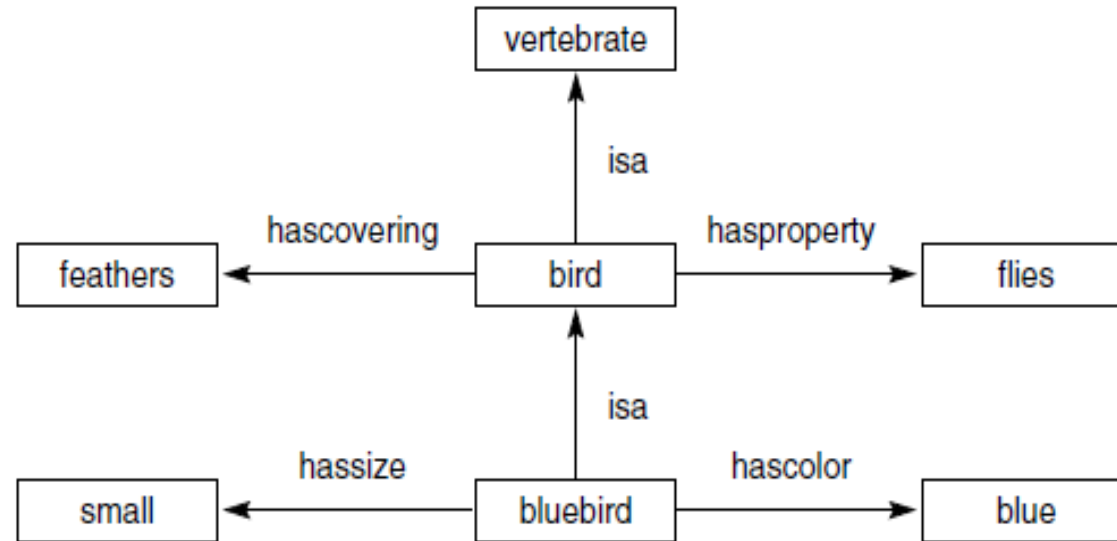 vertebrate
isa
hascovering hasproperty
feathers bird flies
isa
hassize hascolor
small bluebird blue